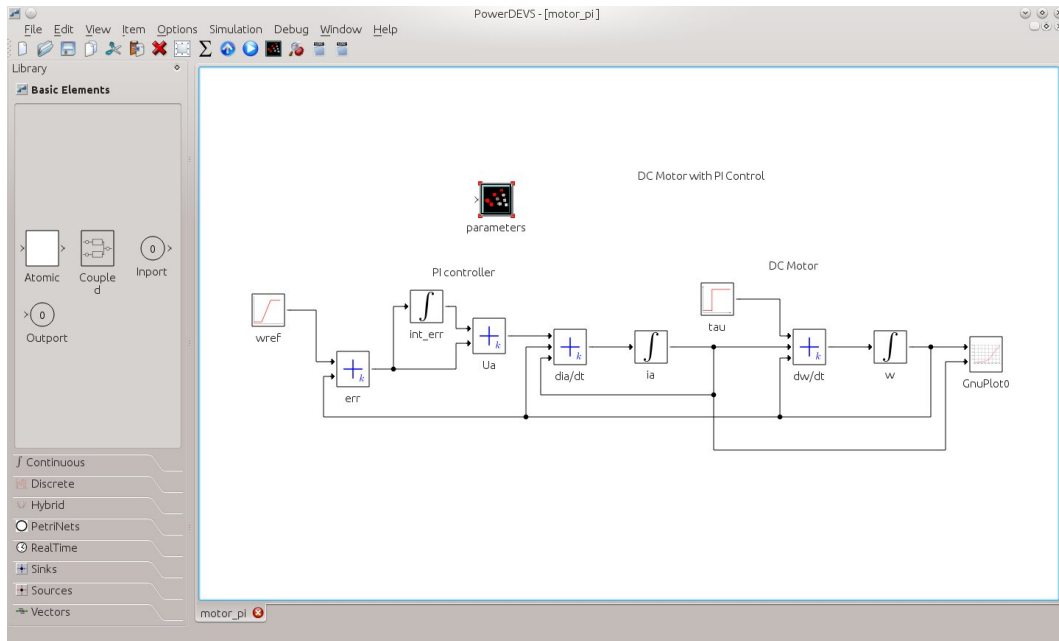 PowerDEVS - [motor_pi ]
File Edit View Item Options Simulation Debug Window Help
Library
Basic Elements
0
Atomic
Couple
d
Inport
0
Outport
∫ Continuous
Discrete
Hybrid
PetriNets
RealTime
Sinks
Sources
Vectors
DC Motor with PI Control
parameters
PI controller
DC Motor
wref
∫
int_err
+k
Ua
+k
err
+k
dia/dt
∫
ia
tau
+k
dw/dt
∫
w
GnuPlot0
motor_pi